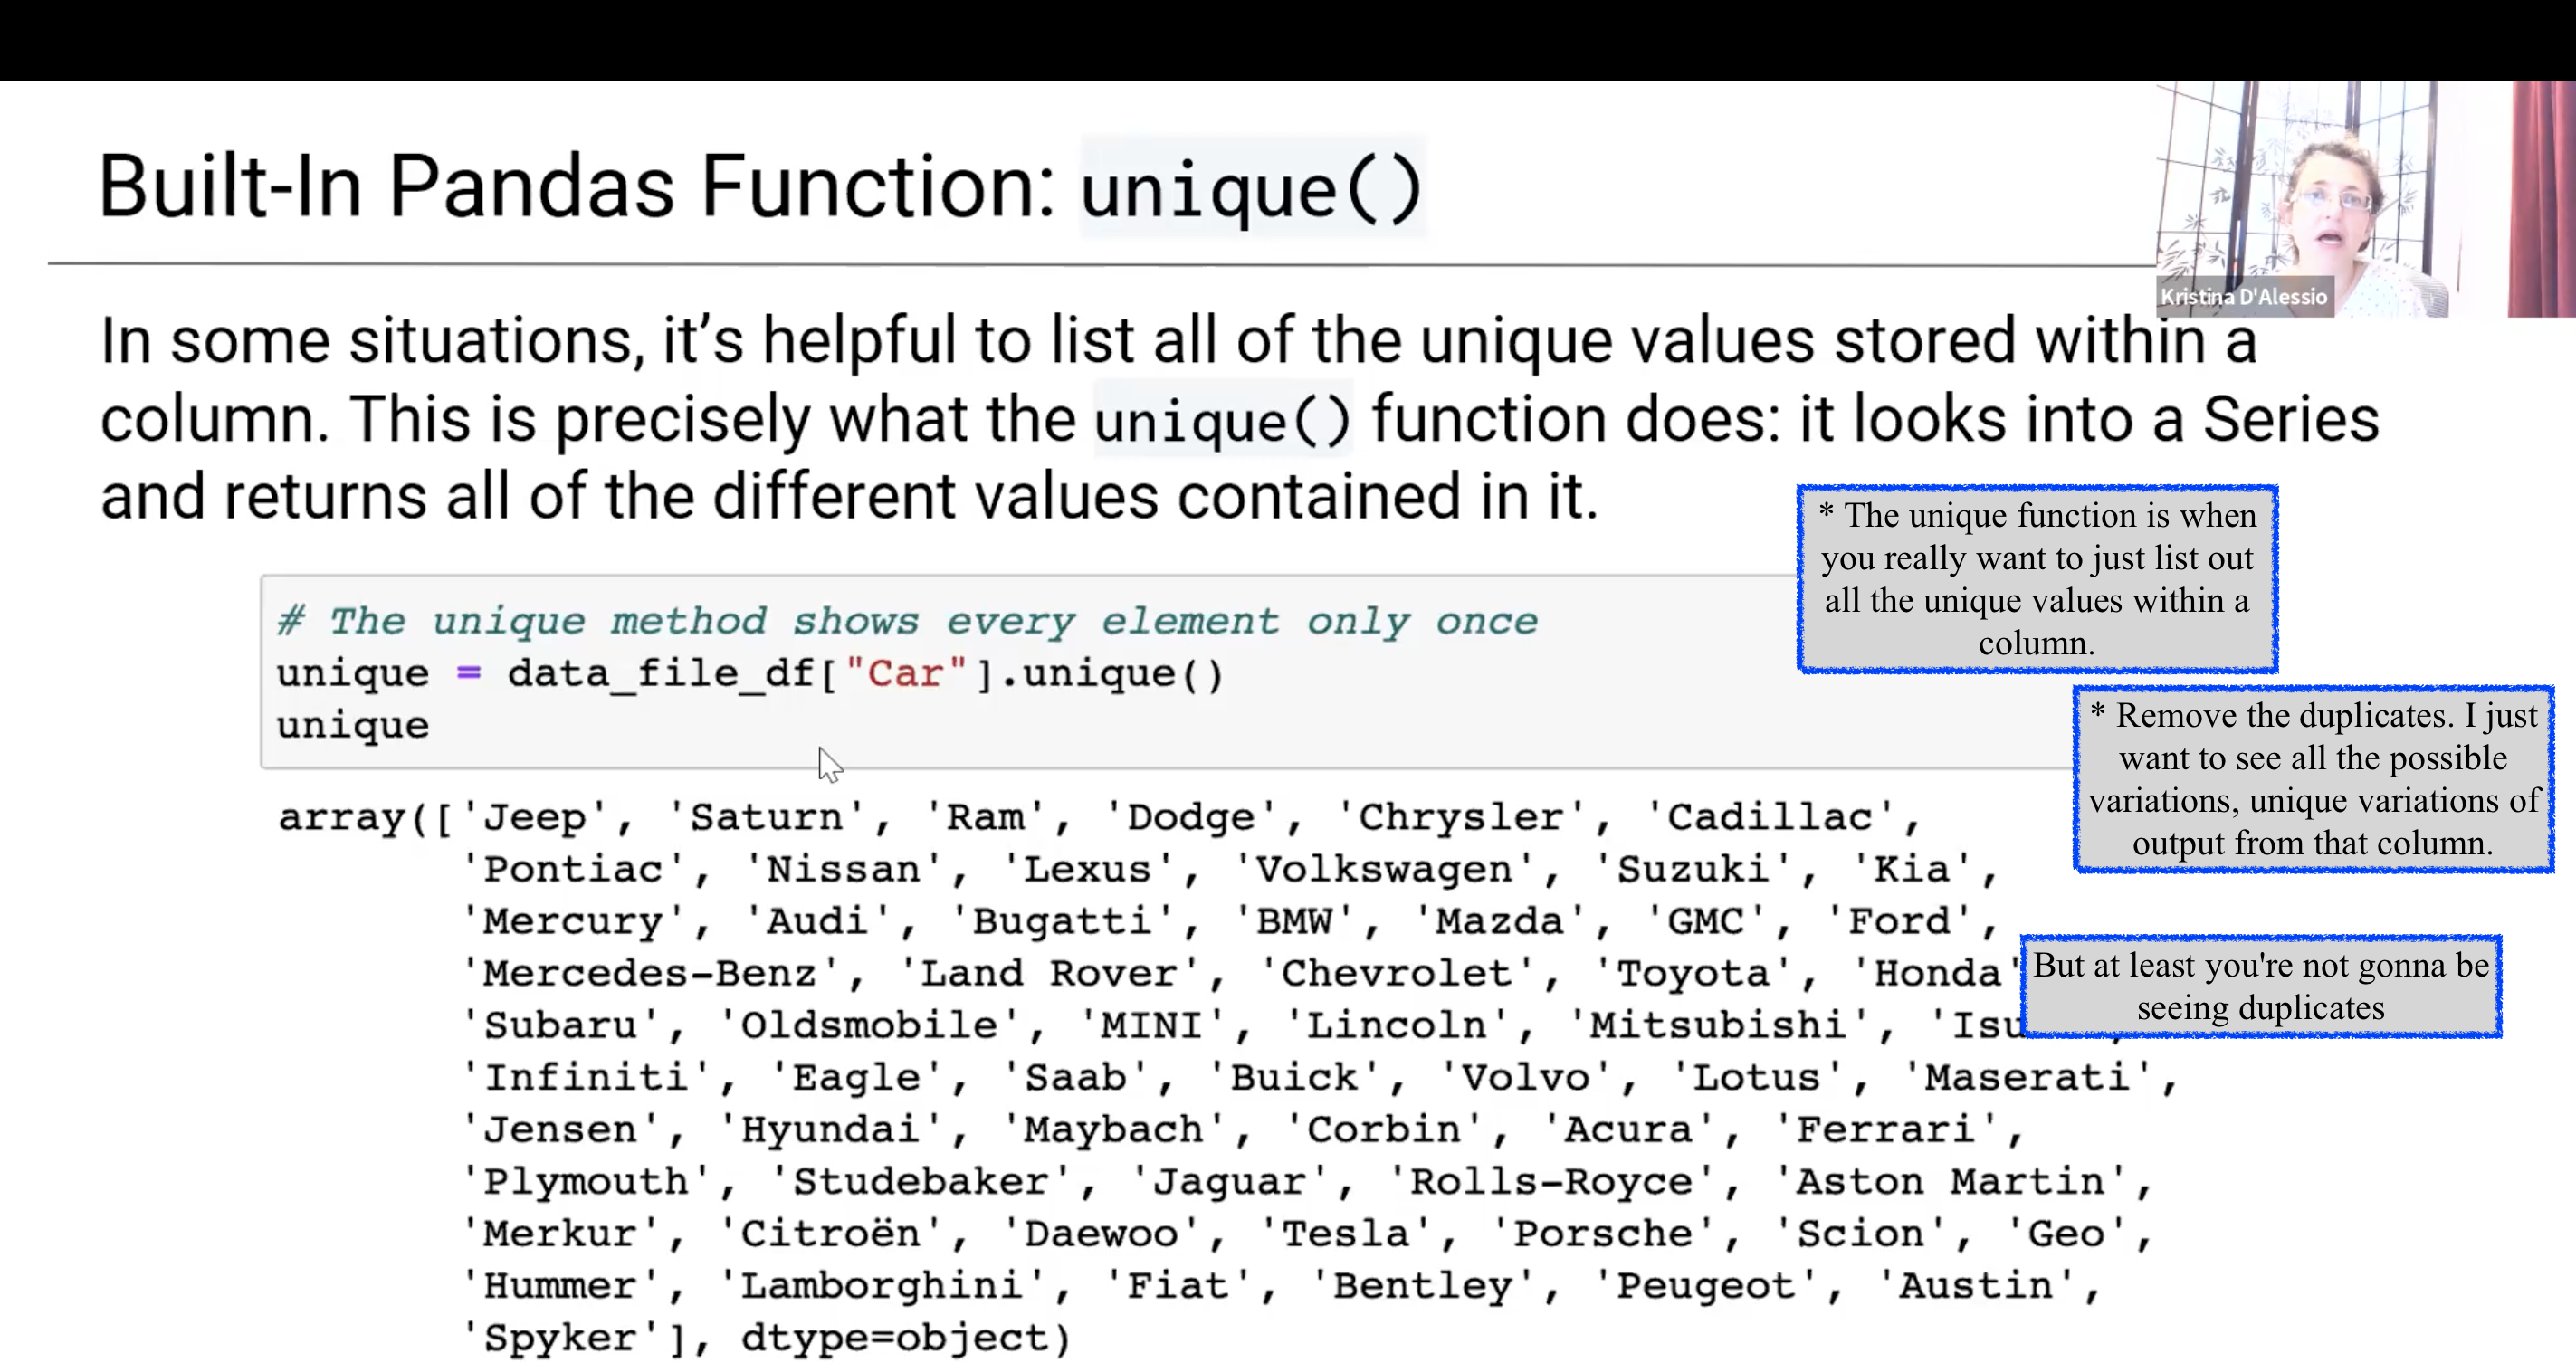 Built-In Pandas Function: unique()
Kristina D'Alessio
In some situations, it’s helpful to list all of the unique values stored within a
column. This is precisely what the unique() function does: it looks into a Series
and returns all of the different values contained in it.
* The unique function is when
you really want to just list out
all the unique values within a
column.
# The unique method shows every element only once
unique = data_file_df["Car"].unique()
unique
* Remove the duplicates. I just
want to see all the possible
variations, unique variations of
output from that column.
array(['Jeep', 'Saturn', 'Ram', 'Dodge', 'Chrysler', 'Cadillac',
'Pontiac', 'Nissan', 'Lexus', 'Volkswagen', 'Suzuki', 'Kia',
'Mercury', 'Audi', 'Bugatti', 'BMW', 'Mazda', 'GMC', 'Ford',
'Mercedes-Benz', 'Land Rover', 'Chevrolet', 'Toyota', 'Honda'
'Subaru', 'Oldsmobile', 'MINI', 'Lincoln', 'Mitsubishi',
'Infiniti', 'Eagle', 'Saab', 'Buick', 'Volvo', 'Lotus', 'Maserati',
'Jensen', 'Hyundai', 'Maybach', 'Corbin', 'Acura', 'Ferrari',
'Plymouth', 'Studebaker', 'Jaguar', 'Rolls-Royce', 'Aston Martin',
'Merkur', 'Citroën', 'Daewoo', 'Tesla', 'Porsche', 'Scion', 'Geo',
'Hummer', 'Lamborghini', 'Fiat', 'Bentley', 'Peugeot', 'Austin',
'Spyker'], dtype=object)
But at least you're not gonna be
seeing duplicates